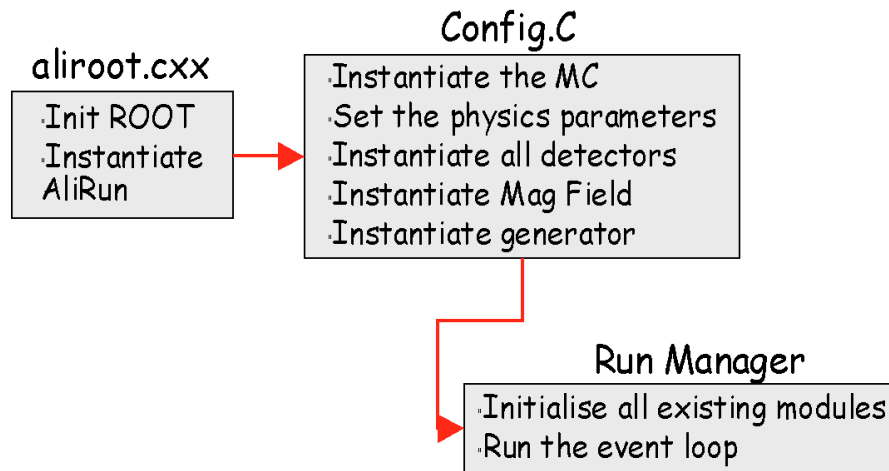 aliroot.cxx
·Init ROOT
·Instantiate
AliRun
Config.C
·Instantiate the MC
·Set the physics parameters
·Instantiate all detectors
·Instantiate Mag Field
·Instantiate generator
Run Manager
·Initialise all existing modules
·Run the event loop